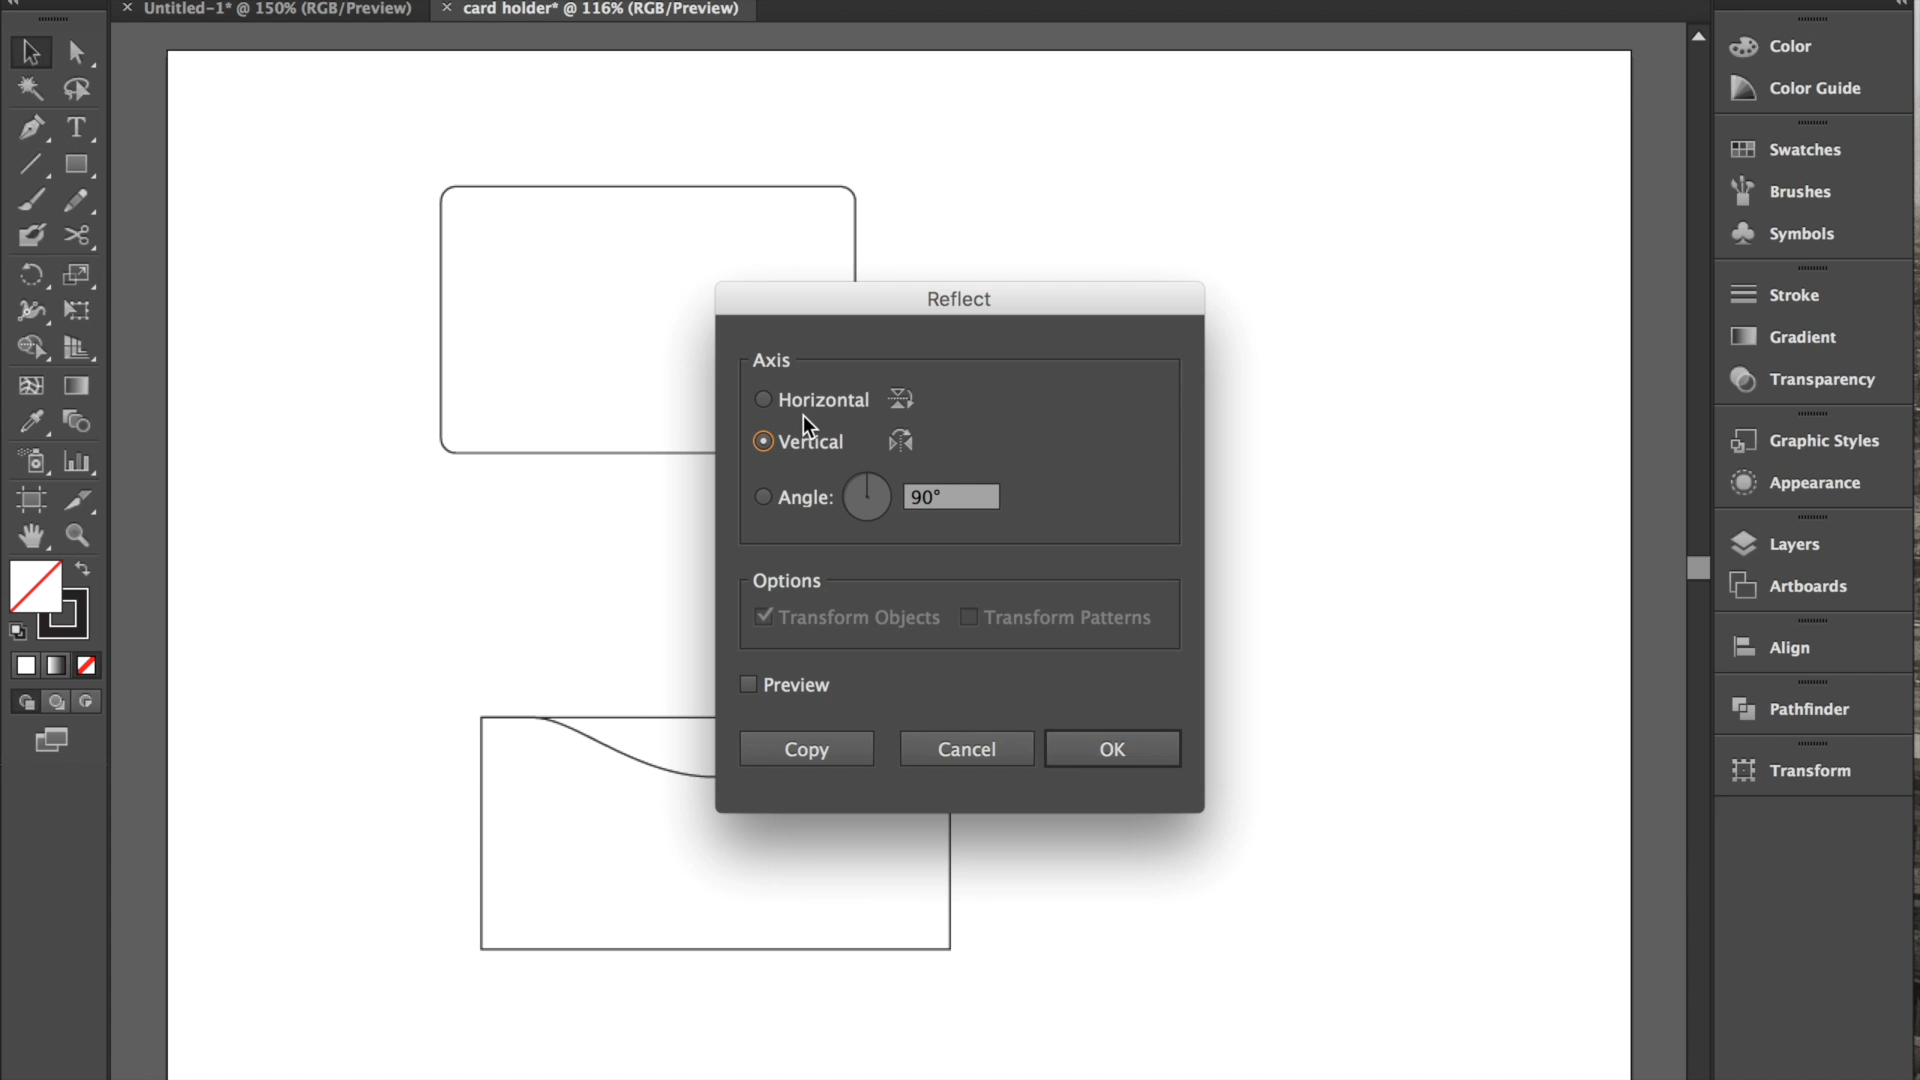 Untitled-1* @ 150% (RGB/Preview)
card holder* @ 116% (RGB/Preview)
Color
Color Guide
Swatches
Brushes
Symbols
Stroke
Gradient
Transparency
Graphic Styles
Appearance
Layers
Artboards
Align
Pathfinder
Transform
Reflect
Axis
Horizontal
Vertical
Angle: 90°
Options
Transform Objects Transform Patterns
Preview
Copy Cancel OK